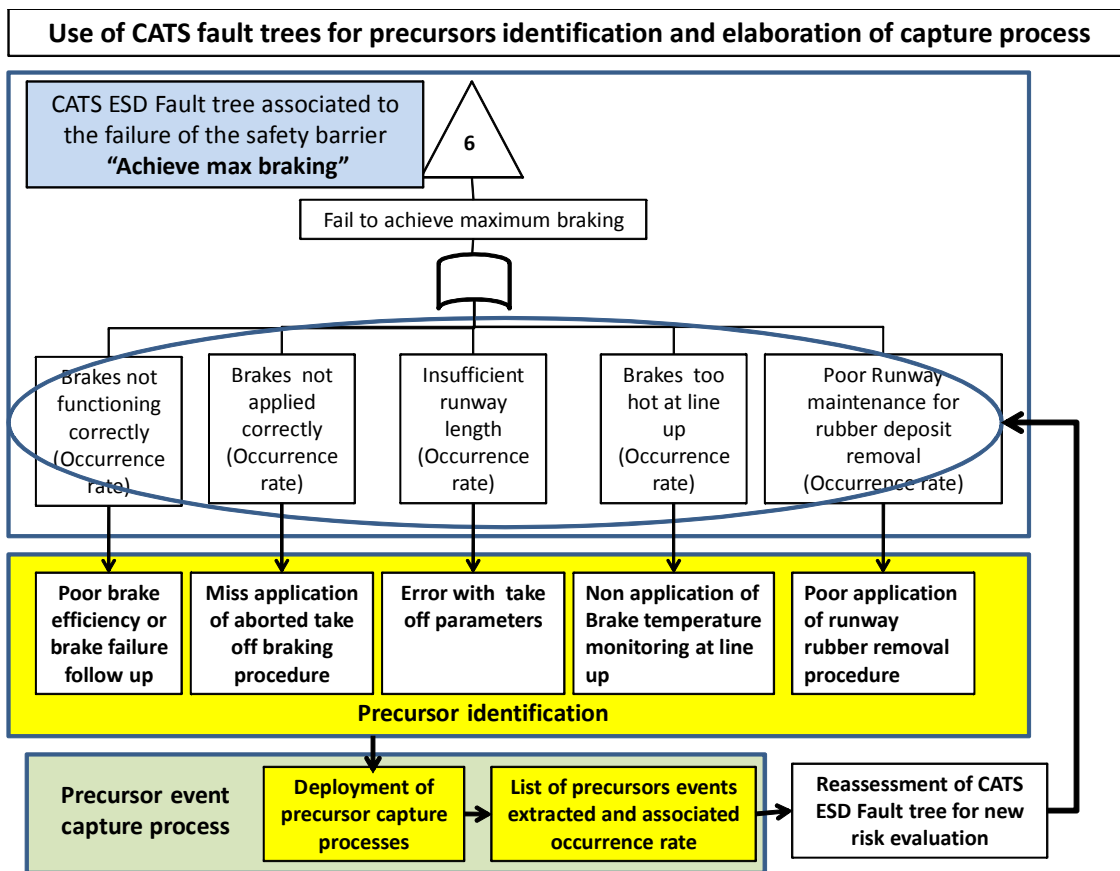 Use of CATS fault trees for precursors identification and elaboration of capture process
CATS ESD Fault tree associated to
the failure of the safety barrier
“Achieve max braking”
6
Fail to achieve maximum braking
Brakes not
functioning
correctly
(Occurrence
rate)
Brakes not
applied
correctly
(Occurrence
rate)
Insufficient
runway
length
(Occurrence
rate)
Brakes too
hot at line
up
(Occurrence
rate)
Poor Runway
maintenance for
rubber deposit
removal
(Occurrence rate)
Poor brake
efficiency or
brake failure
follow up
Miss application
of aborted take
off braking
procedure
Error with take
off parameters
Non application of
Brake temperature
monitoring at line
up
Poor application
of runway
rubber removal
procedure
Precursor identification
Precursor event
capture process
Deployment of
precursor capture
processes
List of precursors events
extracted and associated
occurrence rate
Reassessment of CATS
ESD Fault tree for new
risk evaluation